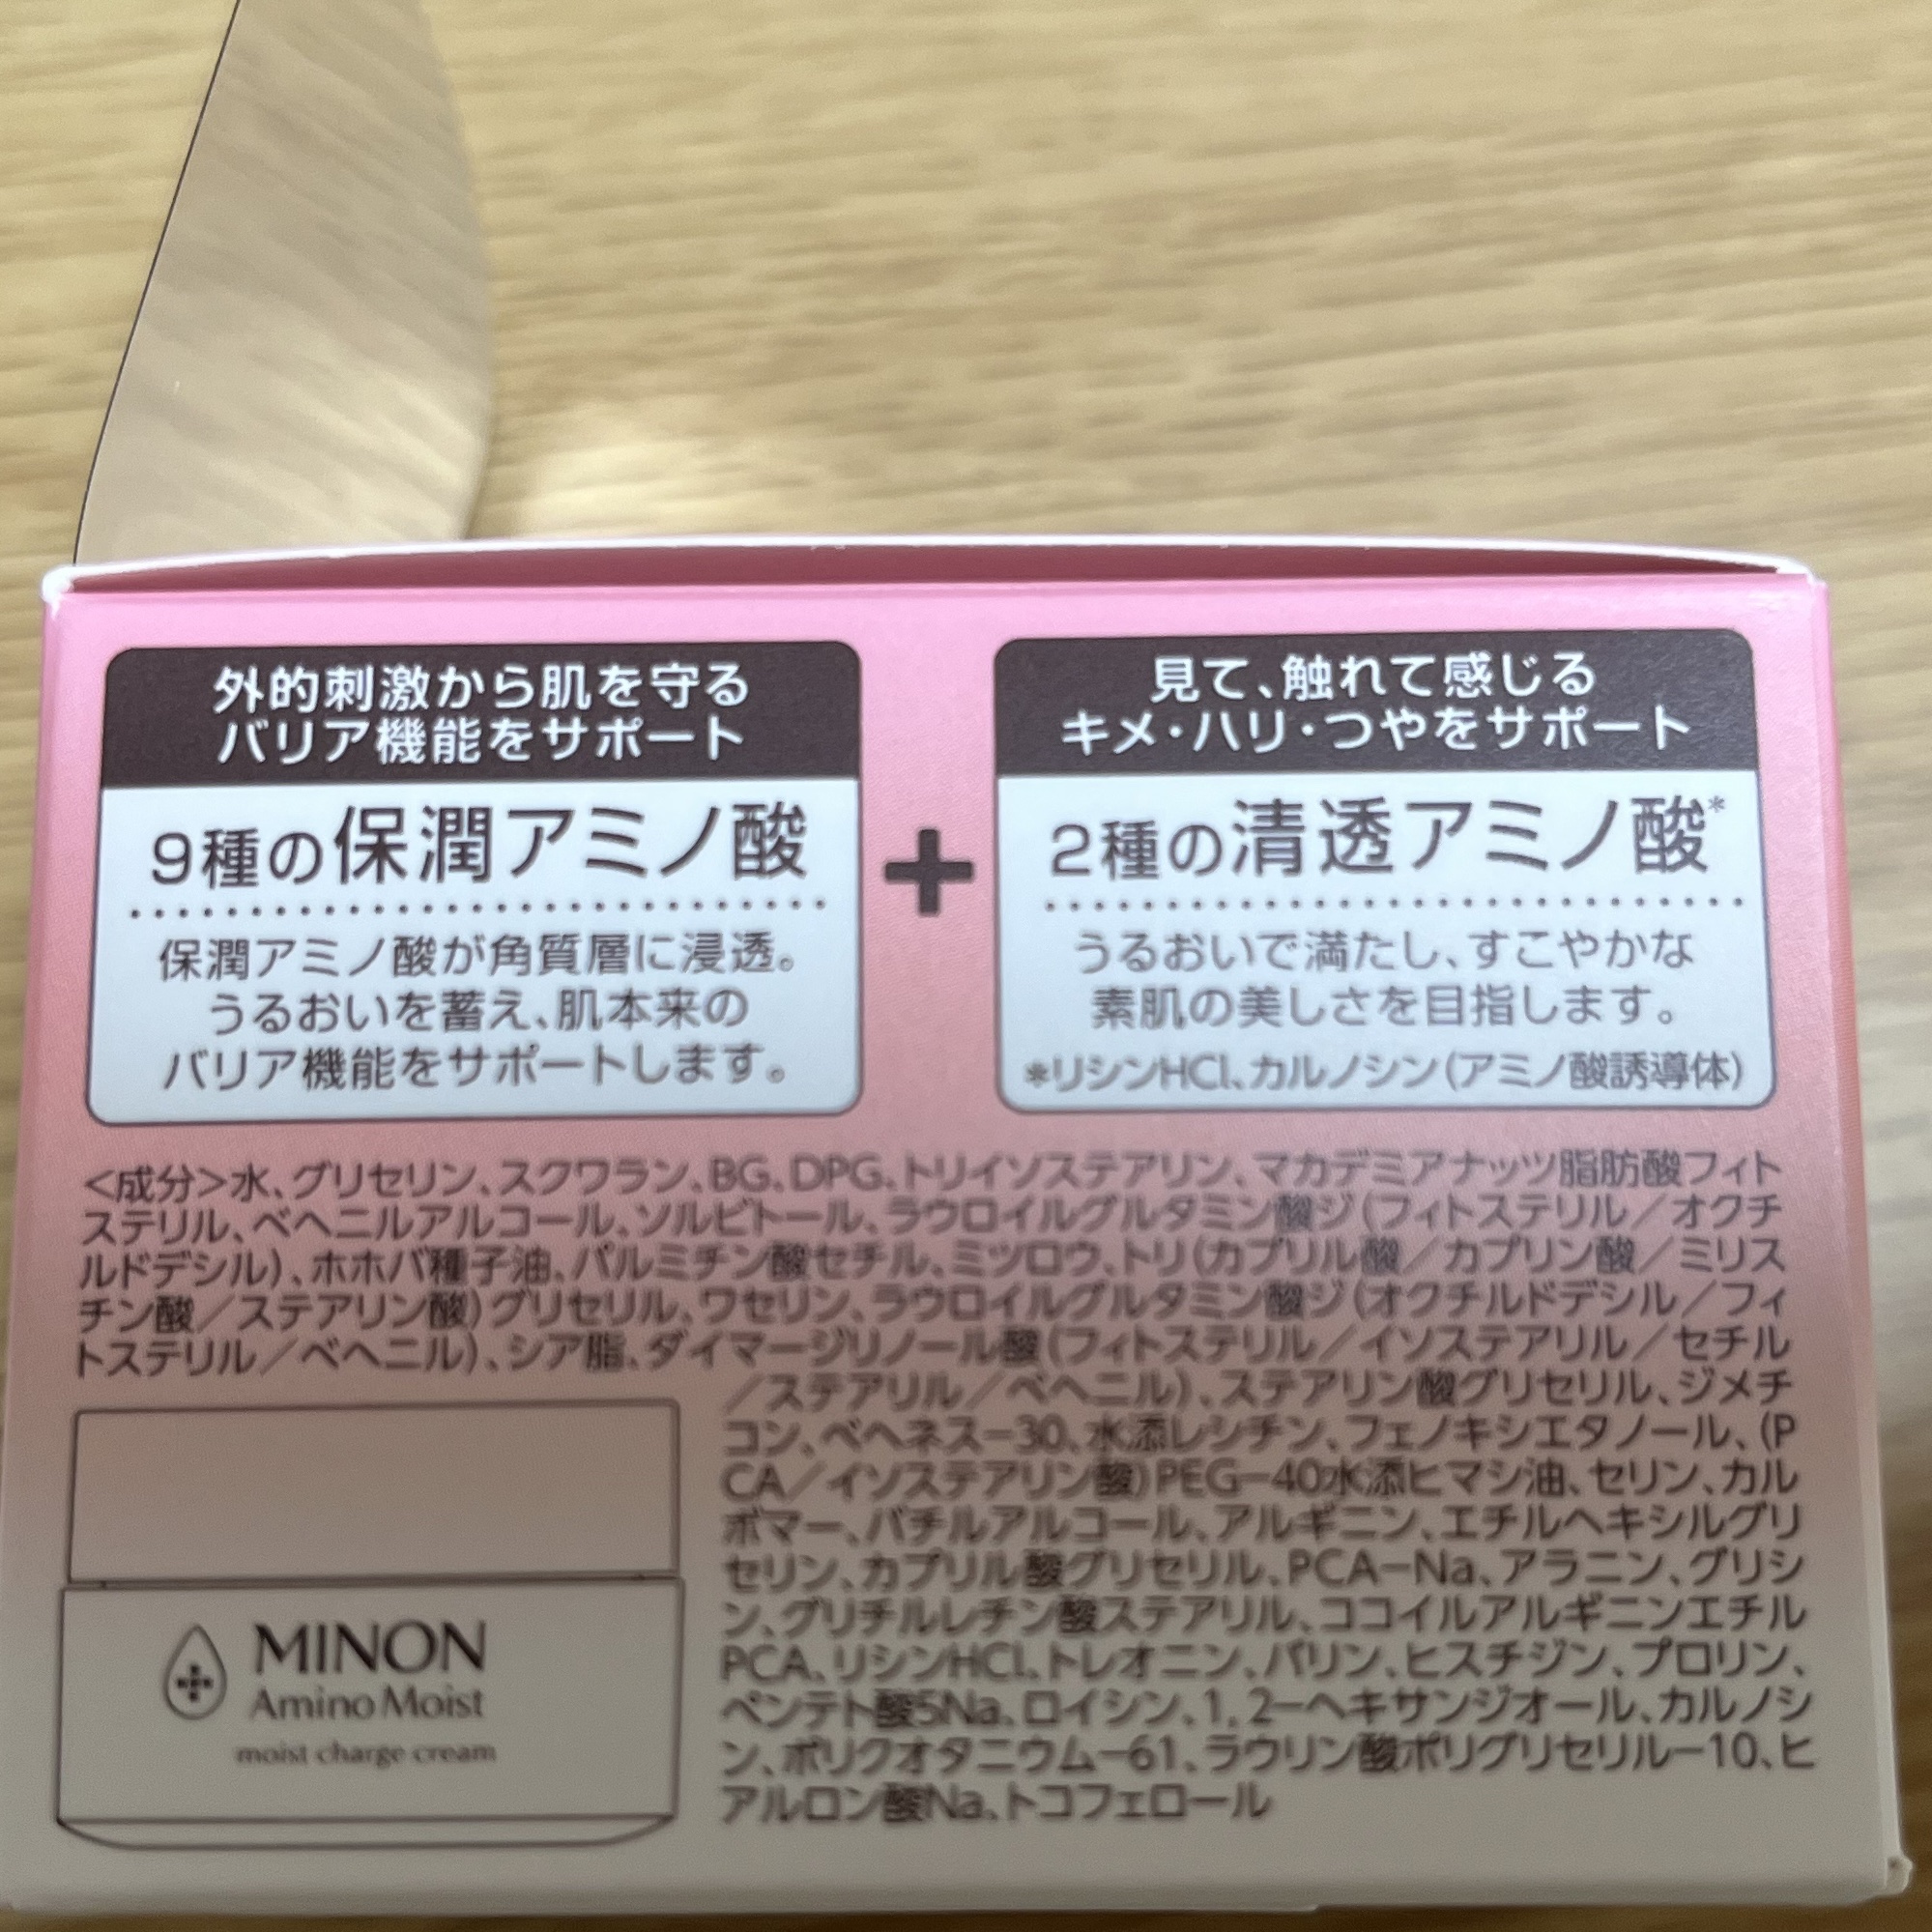 外的刺激から肌を守る
バリア機能をサポート
9種の保潤アミノ酸
保潤アミノ酸が角質層に浸透。
うるおいを蓄え、肌本来の
バリア機能をサポートします。
+
見て、触れて感じる
キメ・ハリ・つやをサポート
2種の清透アミノ酸*
うるおいで満たし、すこやかな
素肌の美しさを目指します。
*リシンHCl、カルノシン(アミノ酸誘導体)
<成分>水、グリセリン、スクワラン、BG、DPG、トリイソステアリン、マカデミアナッツ脂肪酸フィト
ステリル、ベヘニルアルコール、ソルビトール、ラウロイルグルタミン酸ジ(フィトステリル/オクチ
ルドデシル)、ホホバ種子油、パルミチン酸セチル、ミツロウ、トリ(カプリル酸/カプリン酸/ミリス
チン酸/ステアリン酸)グリセリル、ワセリン、ラウロイルグルタミン酸ジ(オクチルドデシル/フィ
トステリル/ベヘニル)、シア脂、ダイマージリノール酸(フィトステリル/イソステアリル/セチル
/ステアリル/ベヘニル)、ステアリン酸グリセリル、ジメチ
コン、ベヘネス-30、水添レシチン、フェノキシエタノール、(P
CA/イソステアリン酸)PEG-40水添ヒマシ油、セリン、カル
ボマー、バチルアルコール、アルギニン、エチルヘキシルグリ
セリン、カプリル酸グリセリル、PCA-Na、アラニン、グリシ
ン、グリチルレチン酸ステアリル、ココイルアルギニンエチル
PCA、リシンHCl、トレオニン、バリン、ヒスチジン、プロリン、
ペンテト酸5Na、ロイシン、1,2-ヘキサンジオール、カルノシ
ン、ポリクオタニウム-61、ラウリン酸ポリグリセリル-10、ヒ
アルロン酸Na、トコフェロール
MINON
Amino Moist
moist charge cream